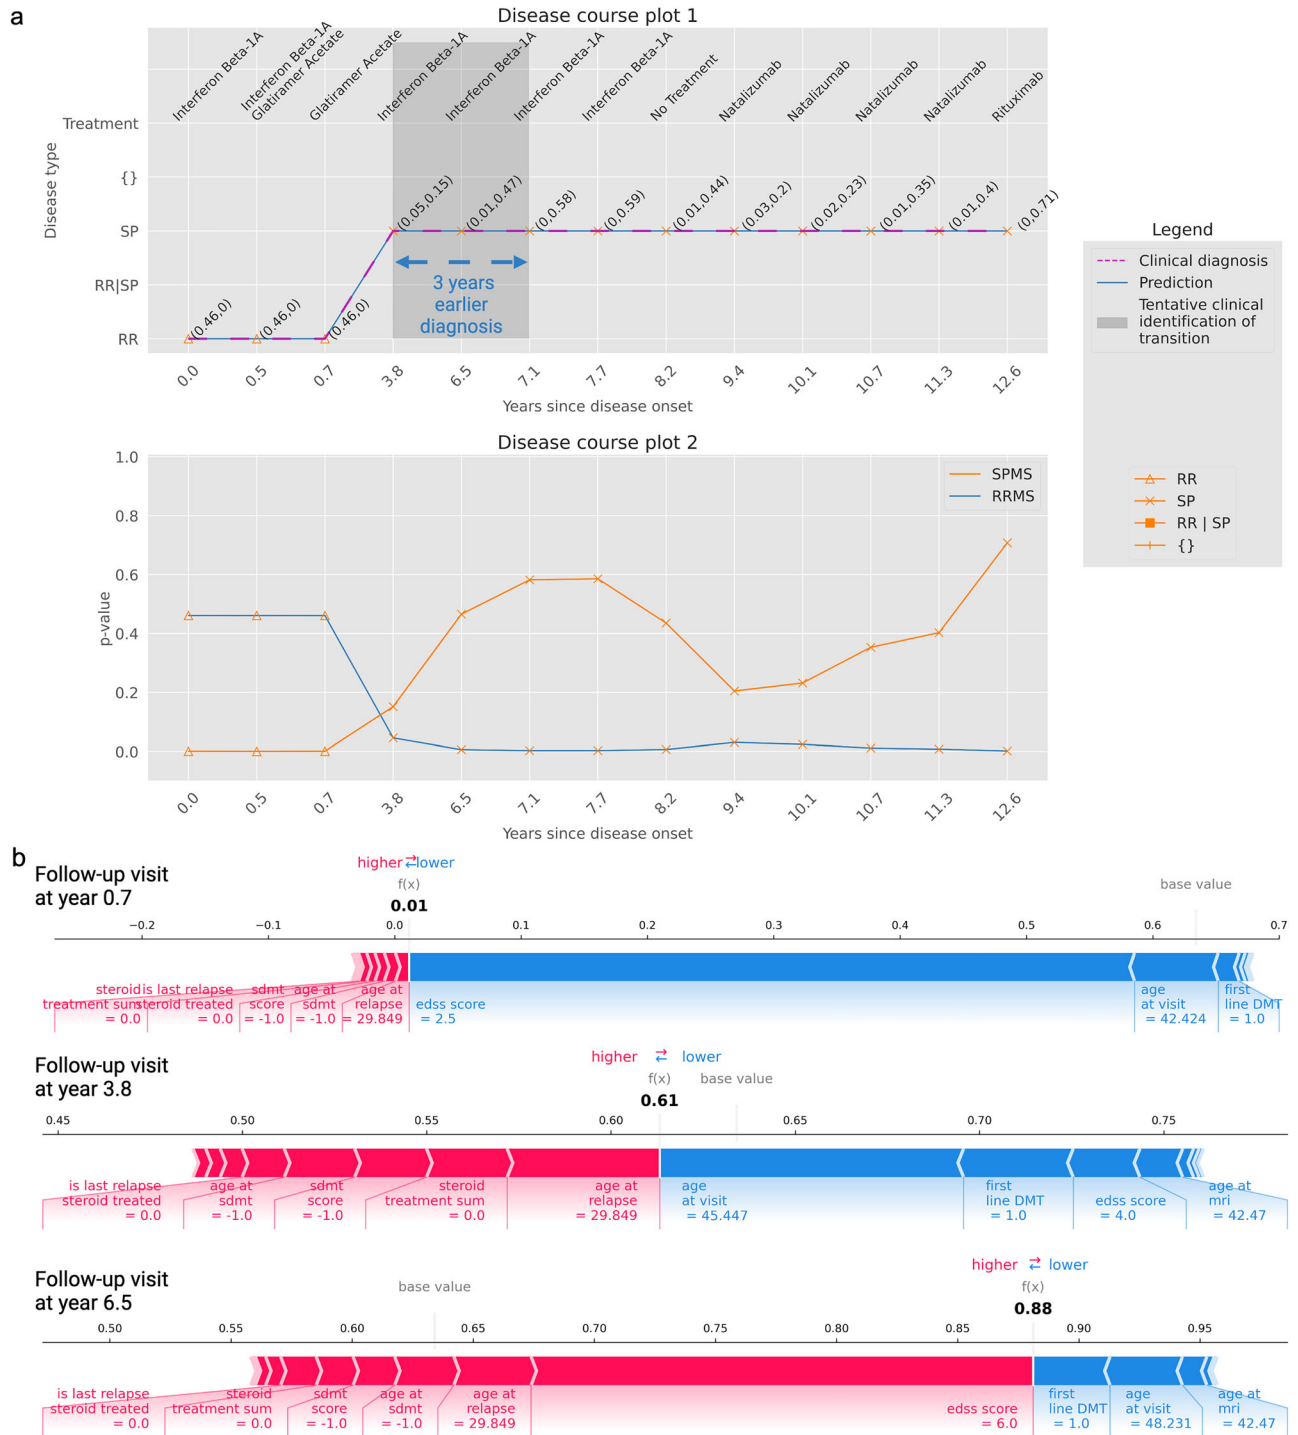 a
Disease course plot 1
Interferon Beta-1A
Interferon Beta-1A
Glatiramer Acetate
Glatiramer Acetate
Interferon Beta-1A
Interferon Beta-1A
Interferon Beta-1A
Interferon Beta-1A
No Treatment
Natalizumab
Natalizumab
Natalizumab
Natalizumab
Rituximab
Disease type
Treatment
{}
SP
RR|SP
RR
(0.46,0)
(0.46,0)
(0.46,0)
(0.05,0.15)
(0.01,0.47)
(0,0.58)
(0,0.59)
(0.01,0.44)
(0.03,0.2)
(0.02,0.23)
(0.01,0.35)
(0.01,0.4)
(0,0.71)
3 years
earlier
diagnosis
0.0 0.5 0.7 3.8 6.5 7.1 7.7 8.2 9.4 10.1 10.7 11.3 12.6
Years since disease onset
Legend
Clinical diagnosis
Prediction
Tentative clinical
identification of
transition
RR
SP
RR | SP
{}
Disease course plot 2
p-value
1.0
0.8
0.6
0.4
0.2
0.0
SPMS
RRMS
0.0 0.5 0.7 3.8 6.5 7.1 7.7 8.2 9.4 10.1 10.7 11.3 12.6
Years since disease onset
b
Follow-up visit
at year 0.7
higher ⇄ lower
f(x)
0.01
base value
−0.2 −0.1 0.0 0.1 0.2 0.3 0.4 0.5 0.6 0.7
steroid
treatment sum
= 0.0
is last relapse
steroid treated
= 0.0
sdmt
score
= -1.0
age at
sdmt
= -1.0
age at
relapse
= 29.849
edss score
= 2.5
age
at visit
= 42.424
first
line DMT
= 1.0
Follow-up visit
at year 3.8
higher ⇄ lower
f(x)
0.61
base value
0.45 0.50 0.55 0.60 0.65 0.70 0.75
is last relapse
steroid treated
= 0.0
age at
sdmt
= -1.0
sdmt
score
= -1.0
steroid
treatment sum
= 0.0
age at
relapse
= 29.849
age
at visit
= 45.447
first
line DMT
= 1.0
edss score
= 4.0
age at
mri
= 42.47
Follow-up visit
at year 6.5
base value
higher ⇄ lower
f(x)
0.88
0.50 0.55 0.60 0.65 0.70 0.75 0.80 0.85 0.90 0.95
is last relapse
steroid treated
= 0.0
steroid
treatment sum
= 0.0
sdmt
score
= -1.0
age at
sdmt
= -1.0
age at
relapse
= 29.849
edss score
= 6.0
first
line DMT
= 1.0
age
at visit
= 48.231
age at
mri
= 42.47